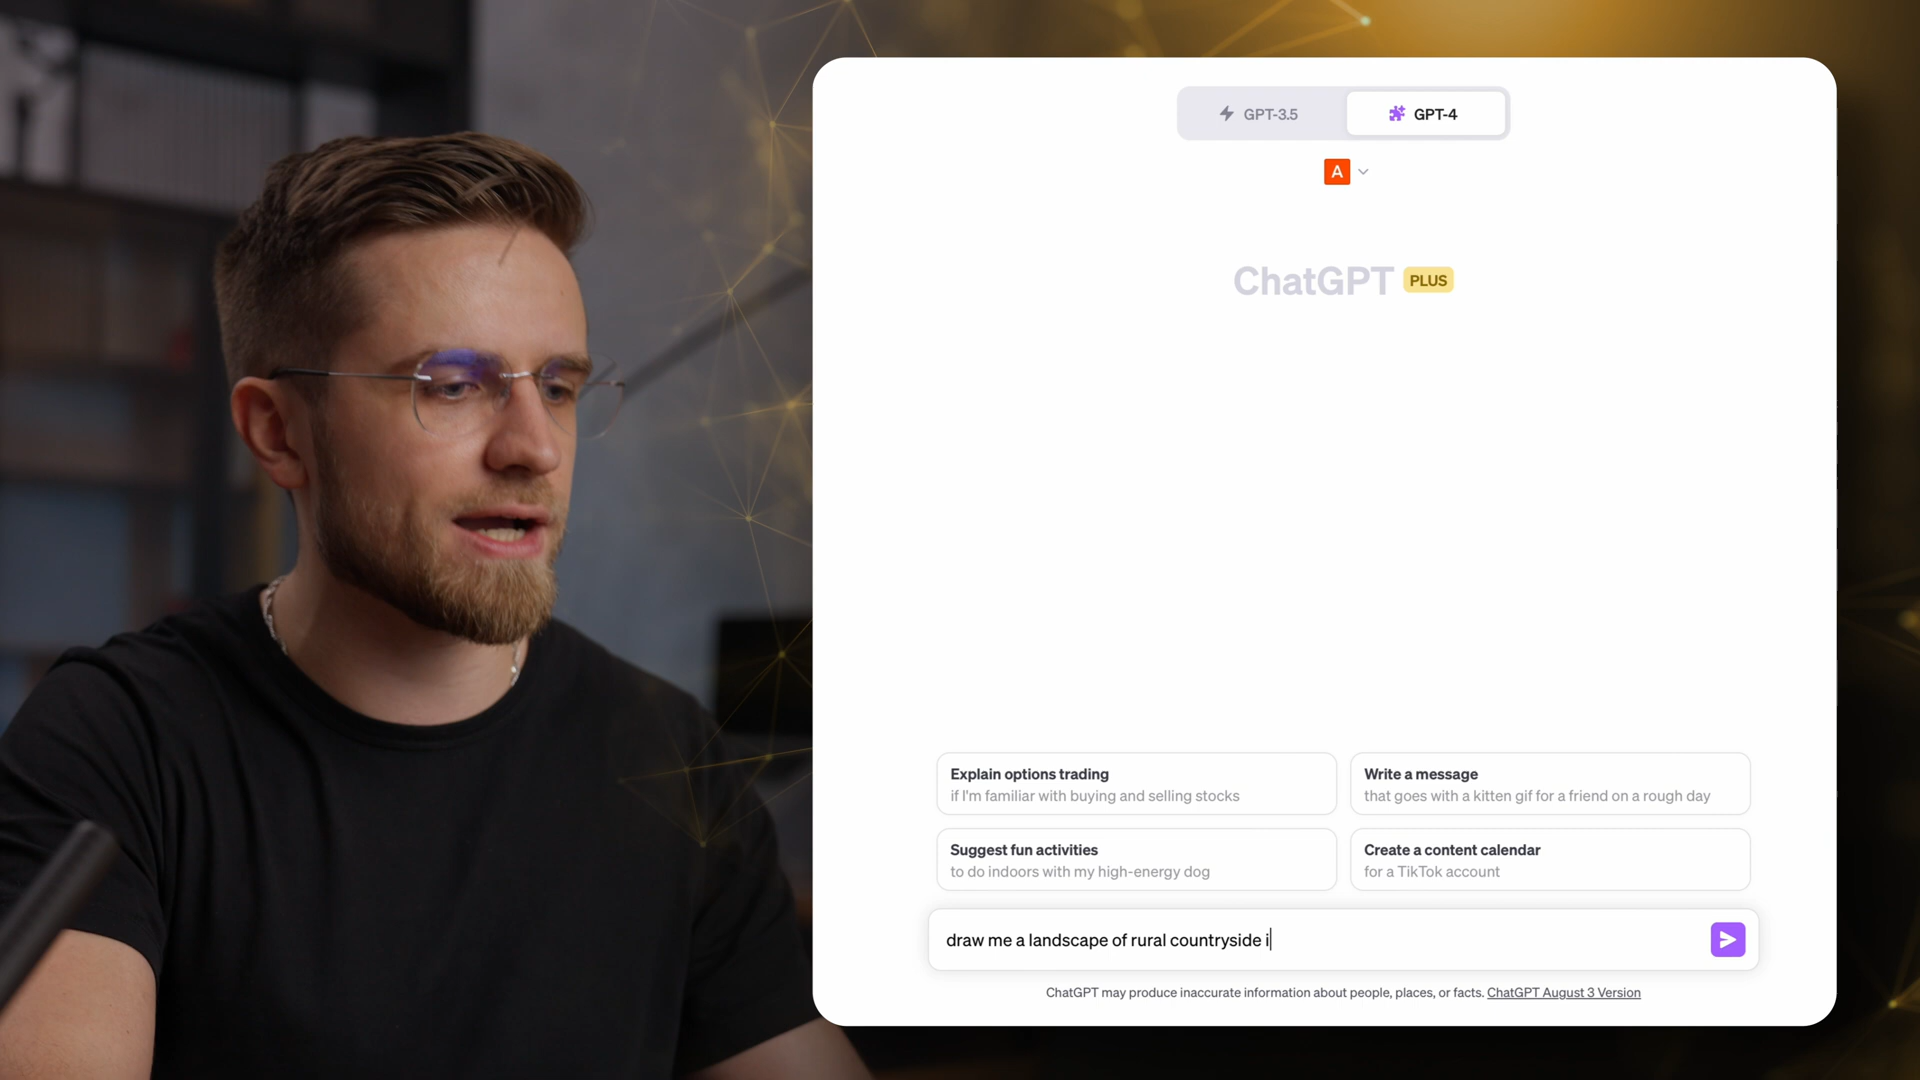 GPT-3.5
GPT-4
A
ChatGPT PLUS
Explain options trading
if I'm familiar with buying and selling stocks
Write a message
that goes with a kitten gif for a friend on a rough day
Suggest fun activities
to do indoors with my high-energy dog
Create a content calendar
for a TikTok account
draw me a landscape of rural countryside i
ChatGPT may produce inaccurate information about people, places, or facts. ChatGPT August 3 Version